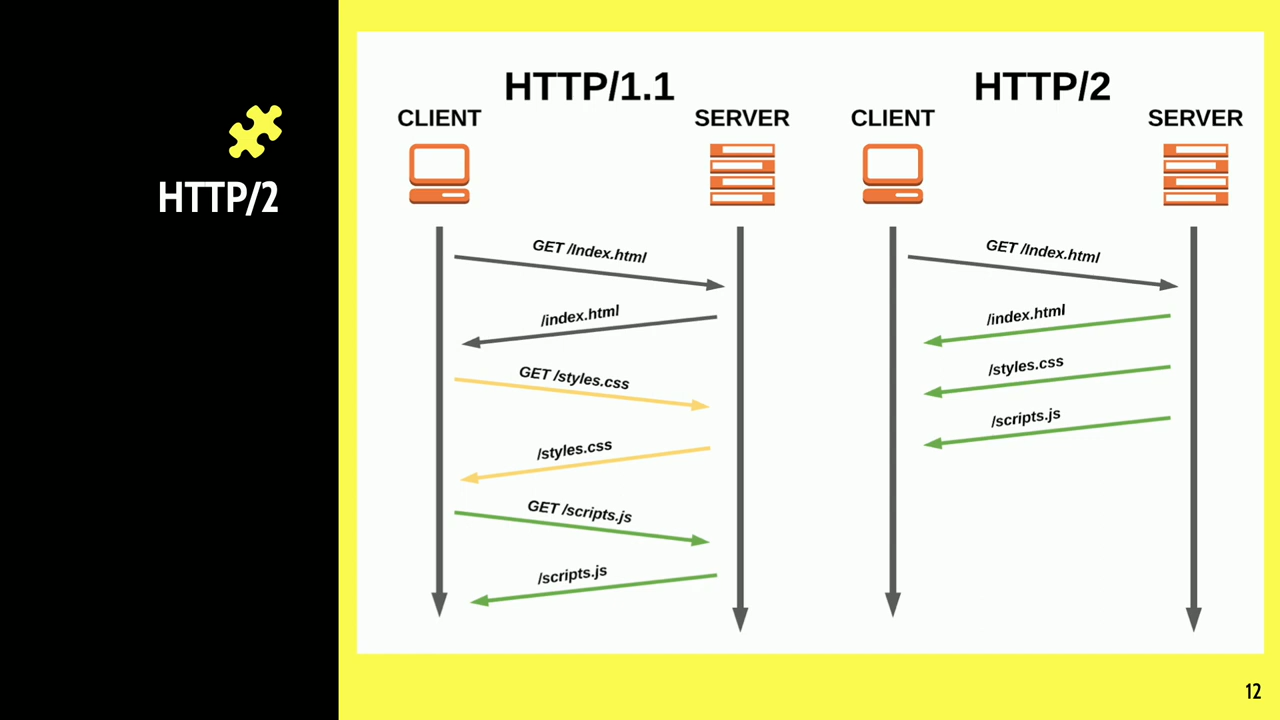 HTTP/2
HTTP/1.1
CLIENT
SERVER
GET /Index.html
/index.html
GET /styles.css
/styles.css
GET /scripts.js
/scripts.js
HTTP/2
CLIENT
SERVER
GET /Index.html
/index.html
/styles.css
/scripts.js
12